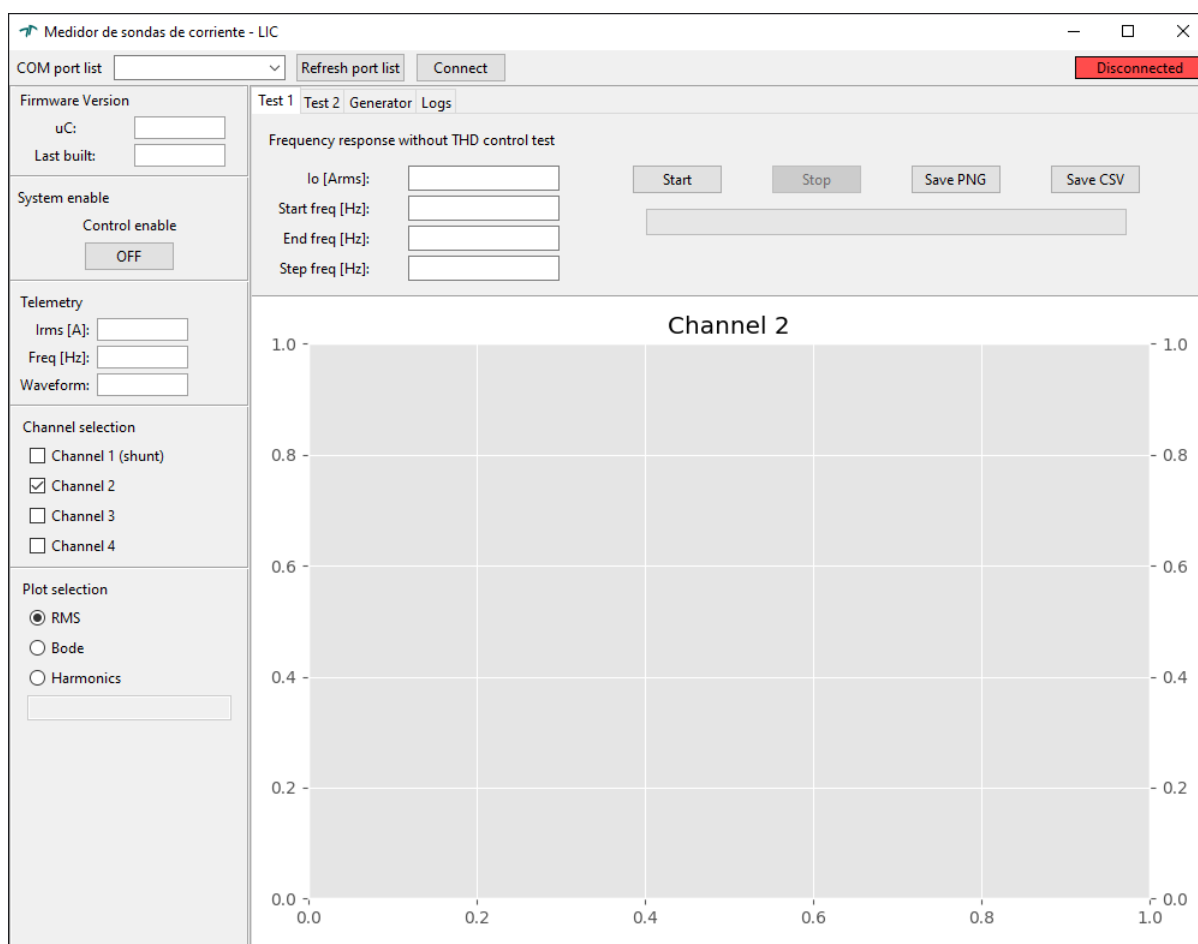 Medidor de sondas de corriente - LIC
COM port list Refresh port list Connect Disconnected
Firmware Version
uC:
Last built:
System enable
Control enable
OFF
Telemetry
Irms [A]:
Freq [Hz]:
Waveform:
Channel selection
Channel 1 (shunt)
Channel 2
Channel 3
Channel 4
Plot selection
RMS
Bode
Harmonics
Test 1 Test 2 Generator Logs
Frequency response without THD control test
Io [Arms]:
Start freq [Hz]:
End freq [Hz]:
Step freq [Hz]:
Start Stop Save PNG Save CSV
Channel 2
1.0 1.0
0.8 0.8
0.6 0.6
0.4 0.4
0.2 0.2
0.0 0.0
0.0 0.2 0.4 0.6 0.8 1.0